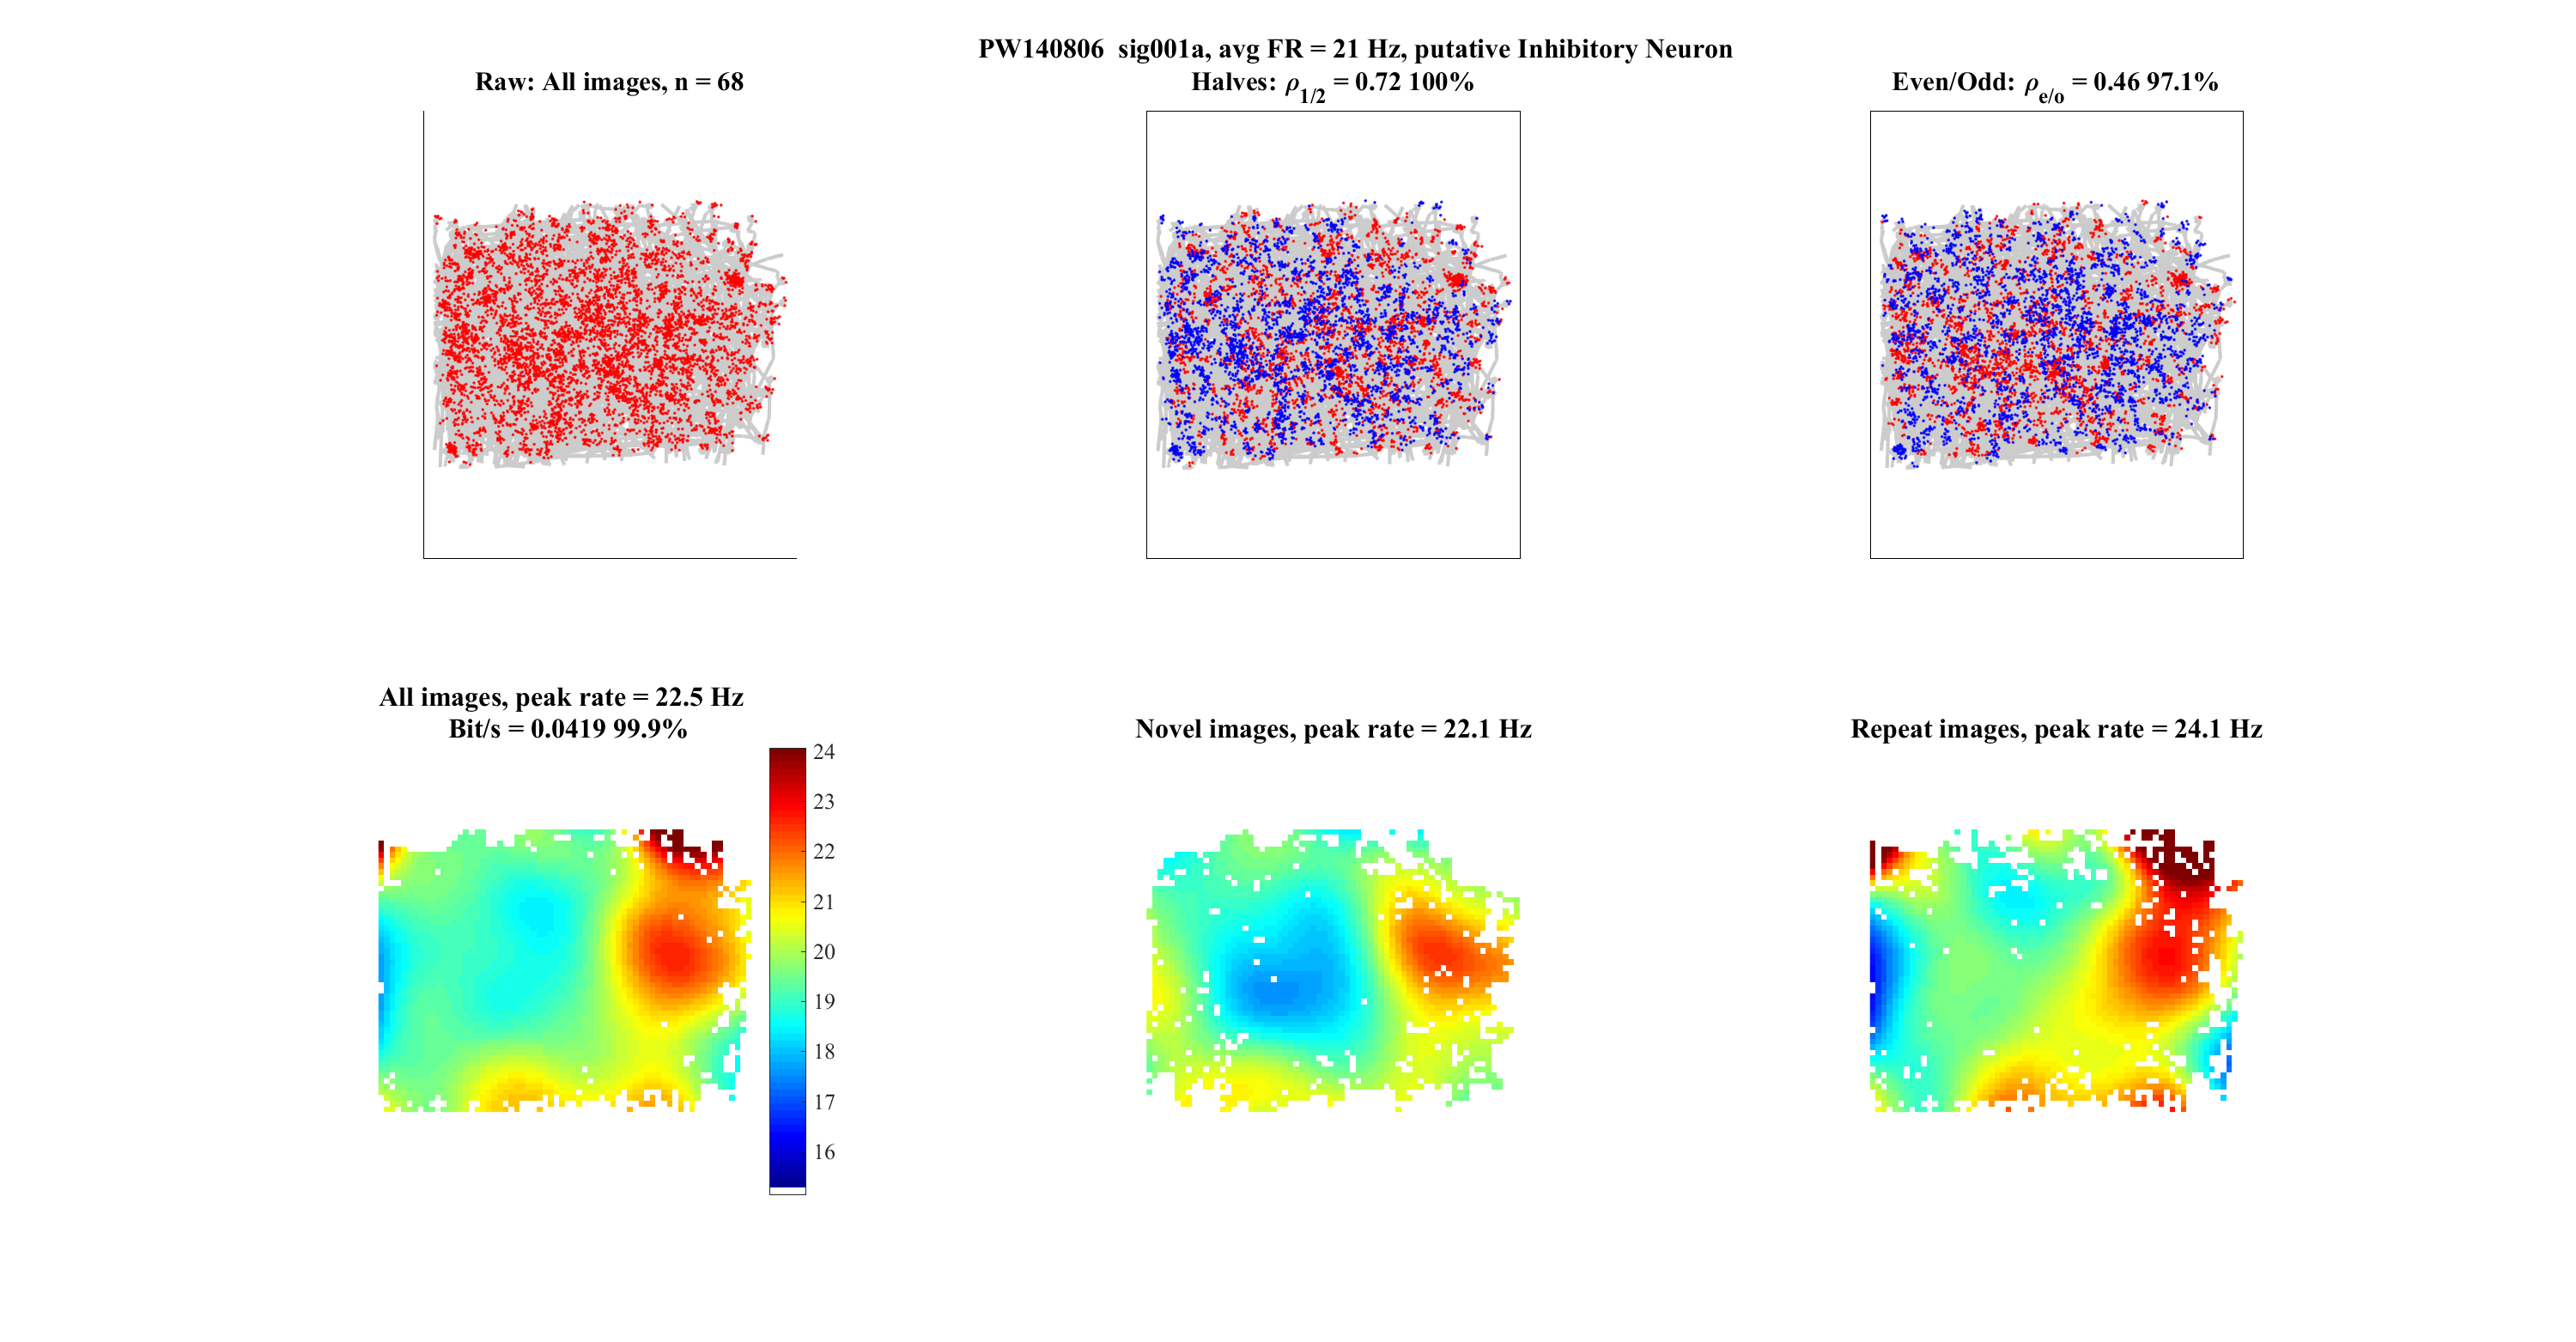 PW140806 sig001a, avg FR = 21 Hz, putative Inhibitory Neuron
Raw: All images, n = 68
Halves: ρ1/2 = 0.72 100%
Even/Odd: ρe/o = 0.46 97.1%
All images, peak rate = 22.5 Hz
Bit/s = 0.0419 99.9%
24
23
22
21
20
19
18
17
16
Novel images, peak rate = 22.1 Hz
Repeat images, peak rate = 24.1 Hz